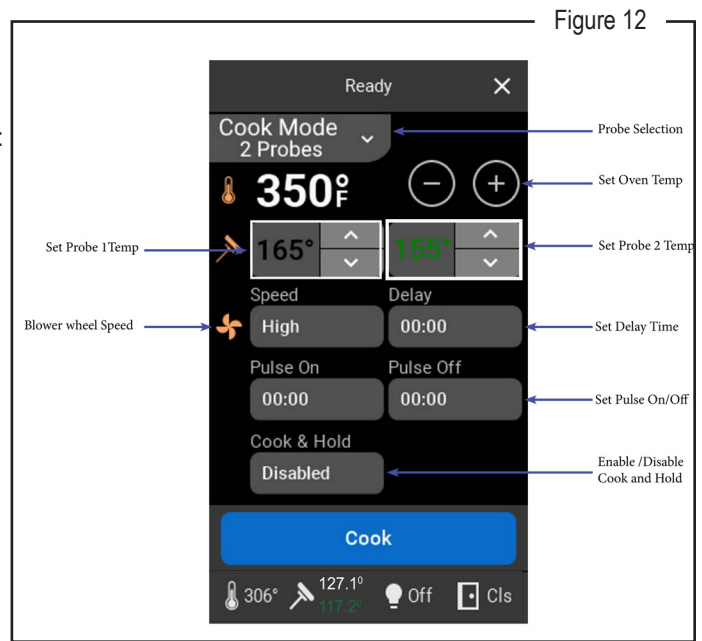 Figure 12
Ready
:
Cook Mode
2 Probes
Probe Selection
350°F
Set Oven Temp
Set Probe 1Temp
165°
155°
Set Probe 2 Temp
Speed
Delay
Blower wheel Speed
High
00:00
Set Delay Time
Pulse On
Pulse Off
00:00
00:00
Set Pulse On/Off
Cook & Hold
Disabled
Enable /Disable
Cook and Hold
Cook
306°
127.1⁰
117.2⁰
Off
Cls